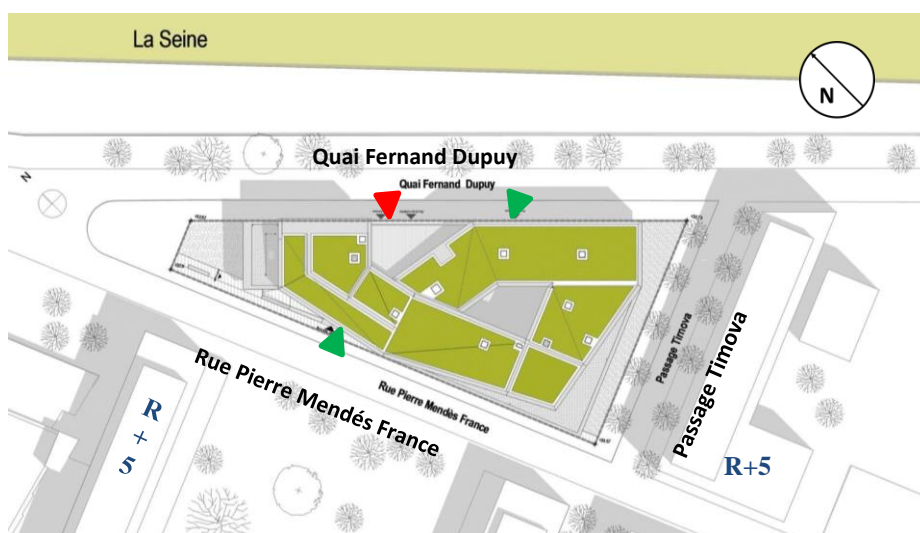 La Seine
N
Quai Fernand Dupuy
N
Quai Fernand Dupuy
Rue Pierre Mendés France
Rue Pierre Mendès France
Passage Timova
Passage Timova
R
+
5
R+5